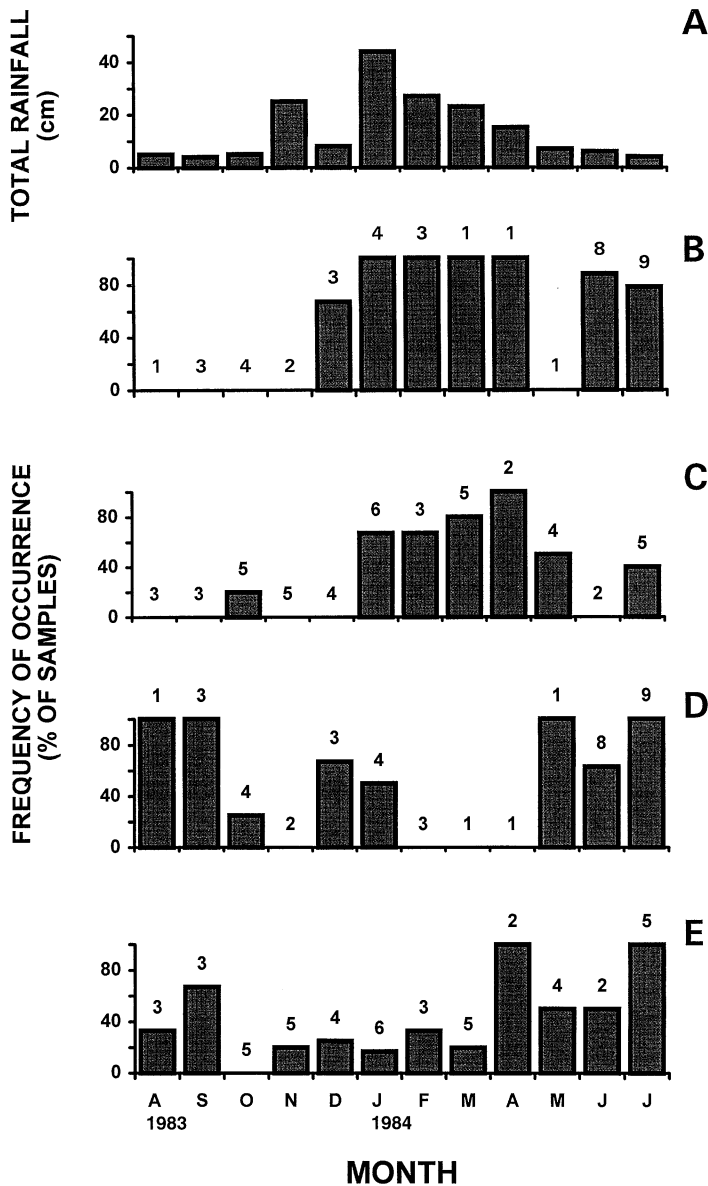 A
TOTAL RAINFALL
(cm)
40
20
0
B
4 3 1 1
3 8 9
1 3 4 2 1
80
40
0
FREQUENCY OF OCCURRENCE
(% OF SAMPLES)
C
2
6 3 5
5 4 5
3 3 5 4 2
80
40
0
D
1 3 1 9
3 4 8
4
2 3 1 1
80
40
0
E
2 5
3 4 2
3 5 4 6 3 5
5
80
40
0
A S O N D J F M A M J J
1983 1984
MONTH